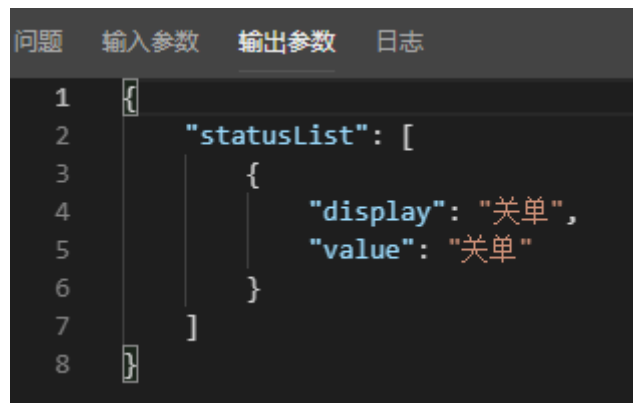 问题 输入参数 输出参数 日志
1 {
2     "statusList": [
3         {
4             "display": "关单",
5             "value": "关单"
6         }
7     ]
8 }